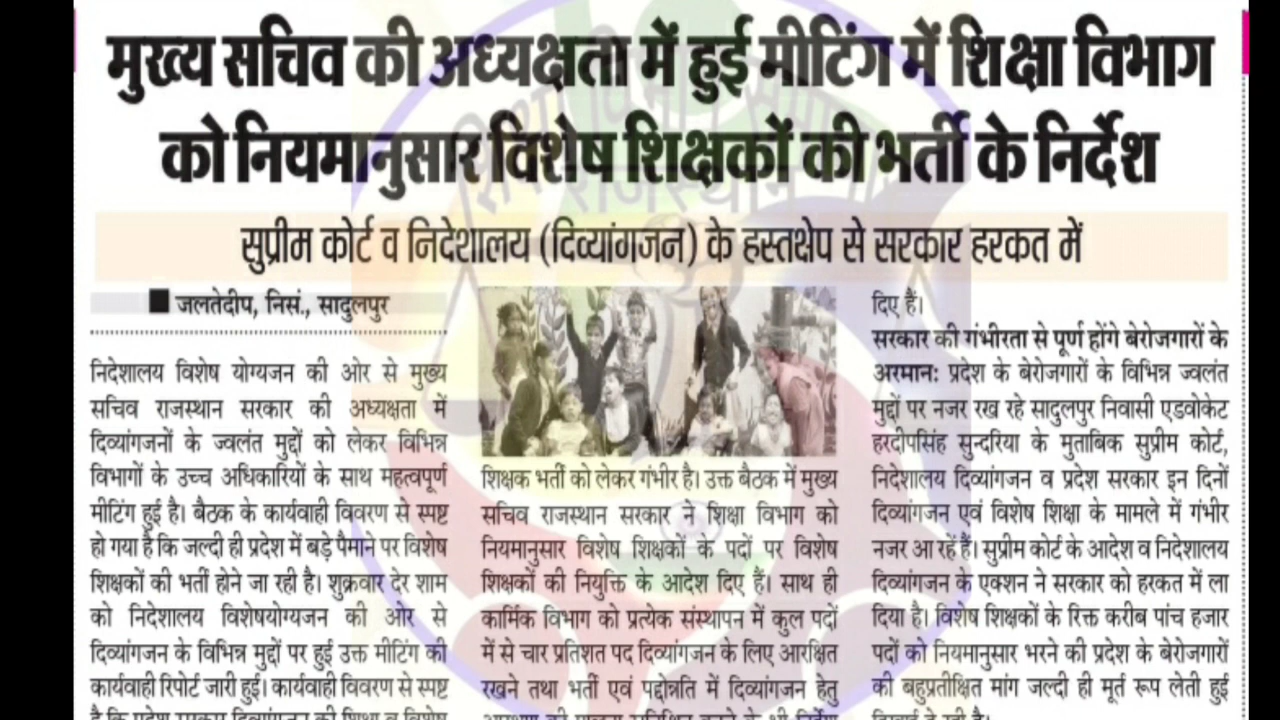 मुख्य सचिव की अध्यक्षता में हुई मीटिंग में शिक्षा विभाग
को नियमानुसार विशेष शिक्षकों की भर्ती के निर्देश
सुप्रीम कोर्ट व निदेशालय (दिव्यांगजन) के हस्तक्षेप से सरकार हरकत में
जलतेदीप, निसं., सादुलपुर
निदेशालय विशेष योग्यजन की ओर से मुख्य
सचिव राजस्थान सरकार की अध्यक्षता में
दिव्यांगजनों के ज्वलंत मुद्दों को लेकर विभिन्न
विभागों के उच्च अधिकारियों के साथ महत्वपूर्ण
मीटिंग हुई है। बैठक के कार्यवाही विवरण से स्पष्ट
हो गया है कि जल्दी ही प्रदेश में बड़े पैमाने पर विशेष
शिक्षकों की भर्ती होने जा रही है। शुक्रवार देर शाम
को निदेशालय विशेषयोग्यजन की ओर से
दिव्यांगजन के विभिन्न मुद्दों पर हुई उक्त मीटिंग की
कार्यवाही रिपोर्ट जारी हुई। कार्यवाही विवरण से स्पष्ट
है कि प्रदेश सरकार दिव्यांगजन की शिक्षा व विशेष
शिक्षक भर्ती को लेकर गंभीर है। उक्त बैठक में मुख्य
सचिव राजस्थान सरकार ने शिक्षा विभाग को
नियमानुसार विशेष शिक्षकों के पदों पर विशेष
शिक्षकों की नियुक्ति के आदेश दिए हैं। साथ ही
कार्मिक विभाग को प्रत्येक संस्थापन में कुल पदों
में से चार प्रतिशत पद दिव्यांगजन के लिए आरक्षित
रखने तथा भर्ती एवं पद्दोन्नति में दिव्यांगजन हेतु
दिए हैं।
सरकार की गंभीरता से पूर्ण होंगे बेरोजगारों के
अरमान: प्रदेश के बेरोजगारों के विभिन्न ज्वलंत
मुद्दों पर नजर रख रहे सादुलपुर निवासी एडवोकेट
हरदीपसिंह सुन्दरिया के मुताबिक सुप्रीम कोर्ट,
निदेशालय दिव्यांगजन व प्रदेश सरकार इन दिनों
दिव्यांगजन एवं विशेष शिक्षा के मामले में गंभीर
नजर आ रहें हैं। सुप्रीम कोर्ट के आदेश व निदेशालय
दिव्यांगजन के एक्शन ने सरकार को हरकत में ला
दिया है। विशेष शिक्षकों के रिक्त करीब पांच हजार
पदों को नियमानुसार भरने की प्रदेश के बेरोजगारों
की बहुप्रतीक्षित मांग जल्दी ही मूर्त रूप लेती हुई